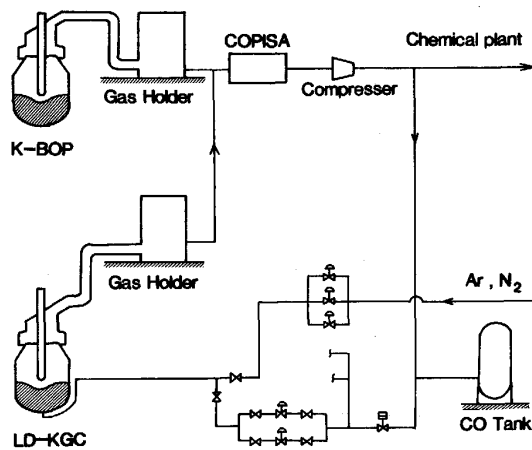 COPISA
Chemical plant
Gas Holder
Compresser
K-BOP
Gas Holder
Ar, N₂
LD-KGC
CO Tank